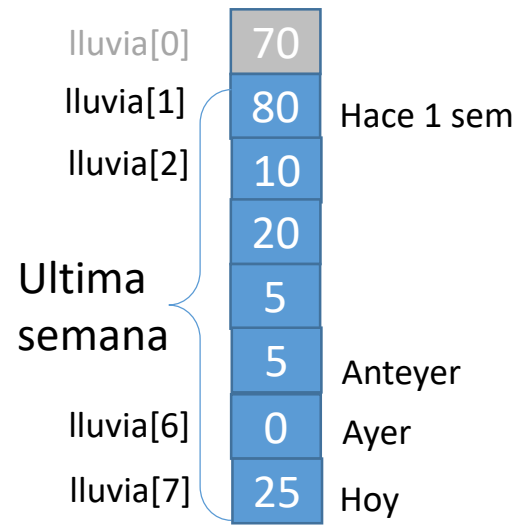 lluvia[0] 70
lluvia[1] 80 Hace 1 sem
lluvia[2] 10
20
Ultima
semana
5
5 Anteyer
lluvia[6] 0 Ayer
lluvia[7] 25 Hoy